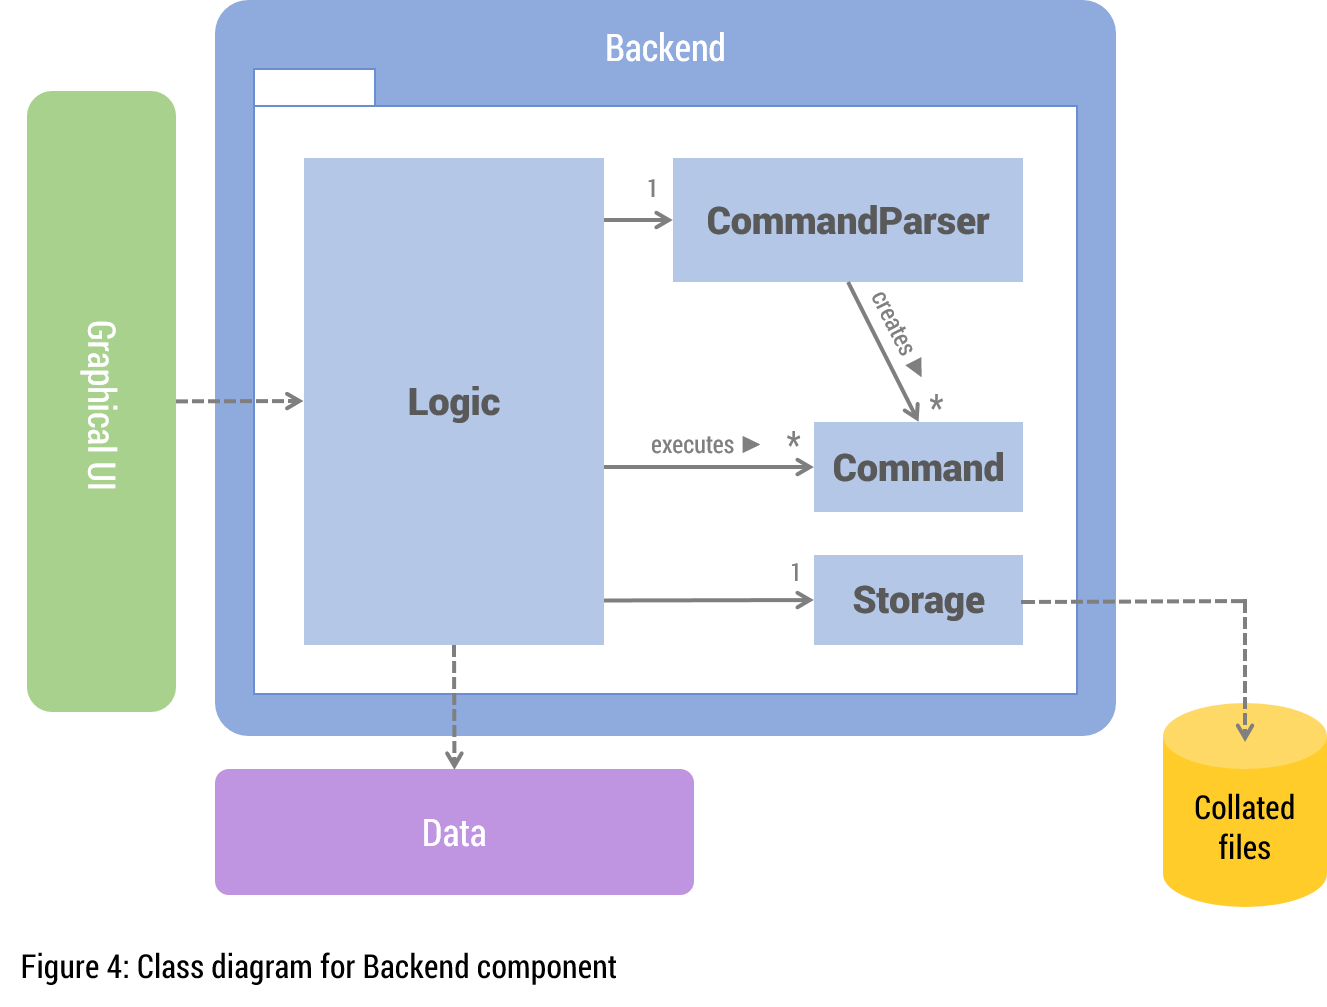 Backend
Graphical UI
Logic
1
CommandParser
creates ▶
*
executes ▶
*
Command
1
Storage
Data
Collated
files
Figure 4: Class diagram for Backend component